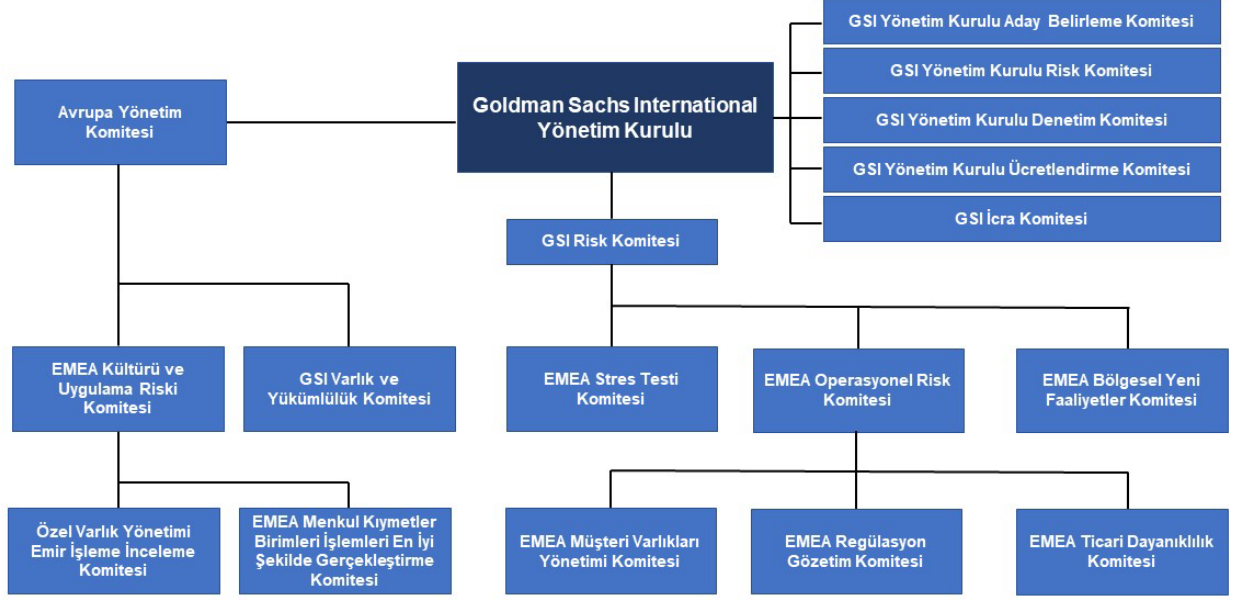 GSI Yönetim Kurulu Aday Belirleme Komitesi
GSI Yönetim Kurulu Risk Komitesi
GSI Yönetim Kurulu Denetim Komitesi
GSI Yönetim Kurulu Ücretlendirme Komitesi
GSI İcra Komitesi
Goldman Sachs International
Yönetim Kurulu
Avrupa Yönetim
Komitesi
GSI Risk Komitesi
EMEA Kültürü ve
Uygulama Riski
Komitesi
GSI Varlık ve
Yükümlülük Komitesi
EMEA Stres Testi
Komitesi
EMEA Operasyonel Risk
Komitesi
EMEA Bölgesel Yeni
Faaliyetler Komitesi
Özel Varlık Yönetimi
Emir İşleme İnceleme
Komitesi
EMEA Menkul Kıymetler
Birimleri İşlemleri En İyi
Şekilde Gerçekleştirme
Komitesi
EMEA Müşteri Varlıkları
Yönetimi Komitesi
EMEA Regülasyon
Gözetim Komitesi
EMEA Ticari Dayanıklılık
Komitesi